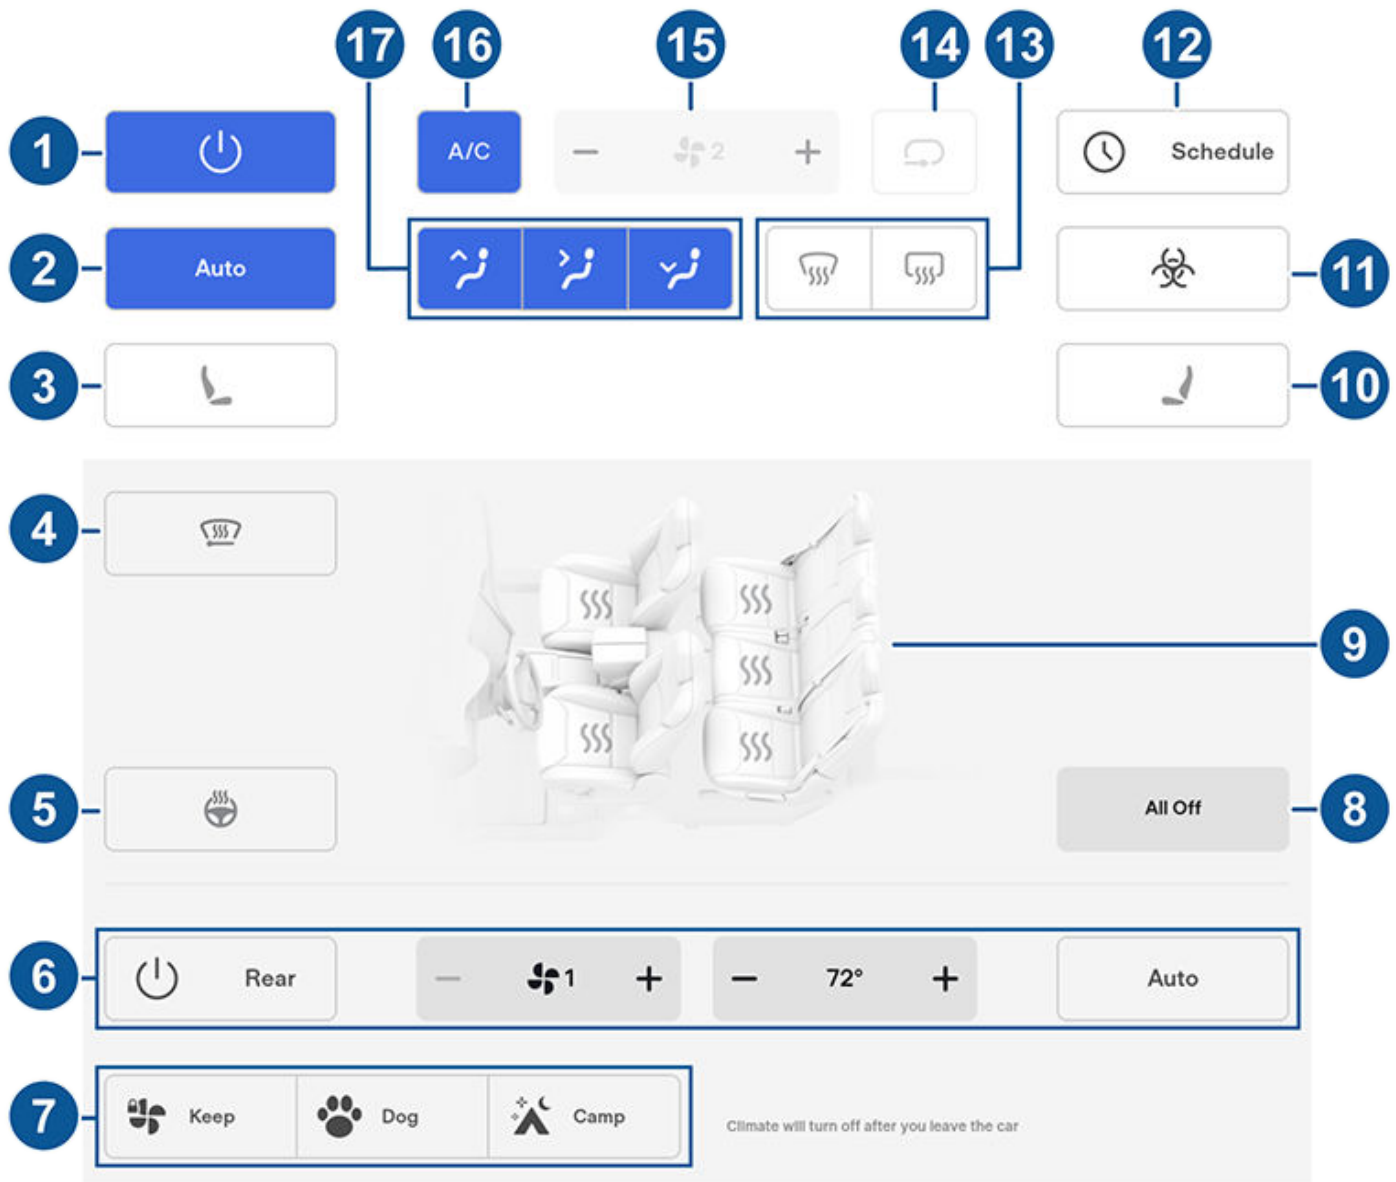 17 16 15 14 13 12
1 A/C − 2 + Schedule
2 Auto 11
3 10
4
9
5 All Off 8
6 Rear − 1 + − 72° + Auto
7 Keep Dog Camp Climate will turn off after you leave the car